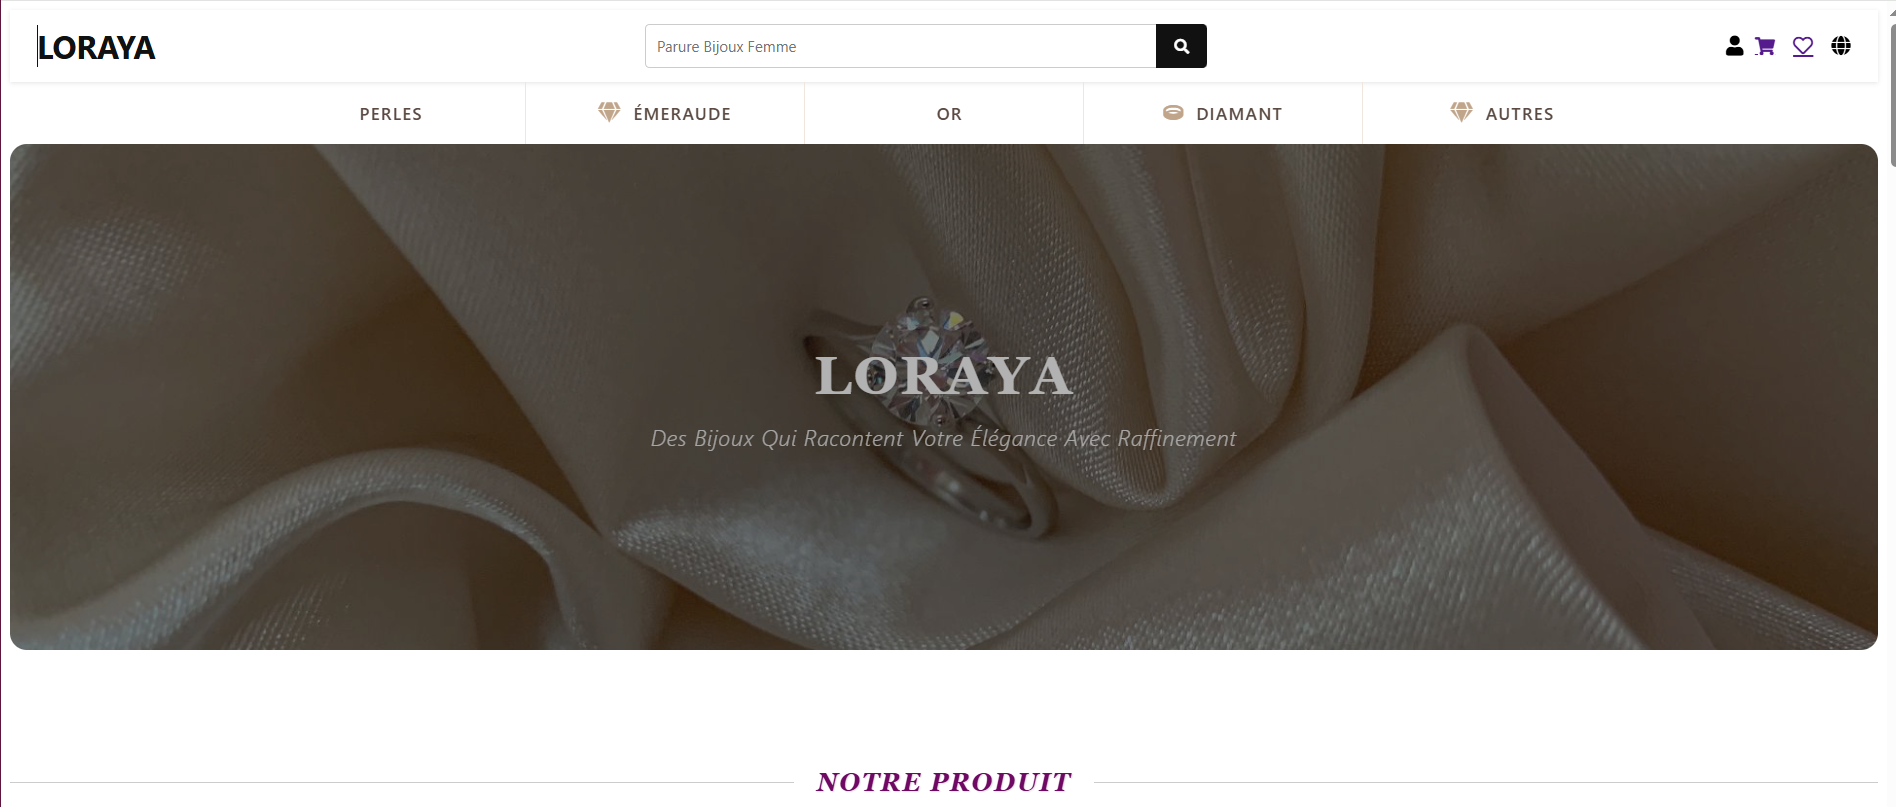 LORAYA
Parure Bijoux Femme
PERLES
ÉMERAUDE
OR
DIAMANT
AUTRES
LORAYA
Des Bijoux Qui Racontent Votre Élégance Avec Raffinement
NOTRE PRODUIT